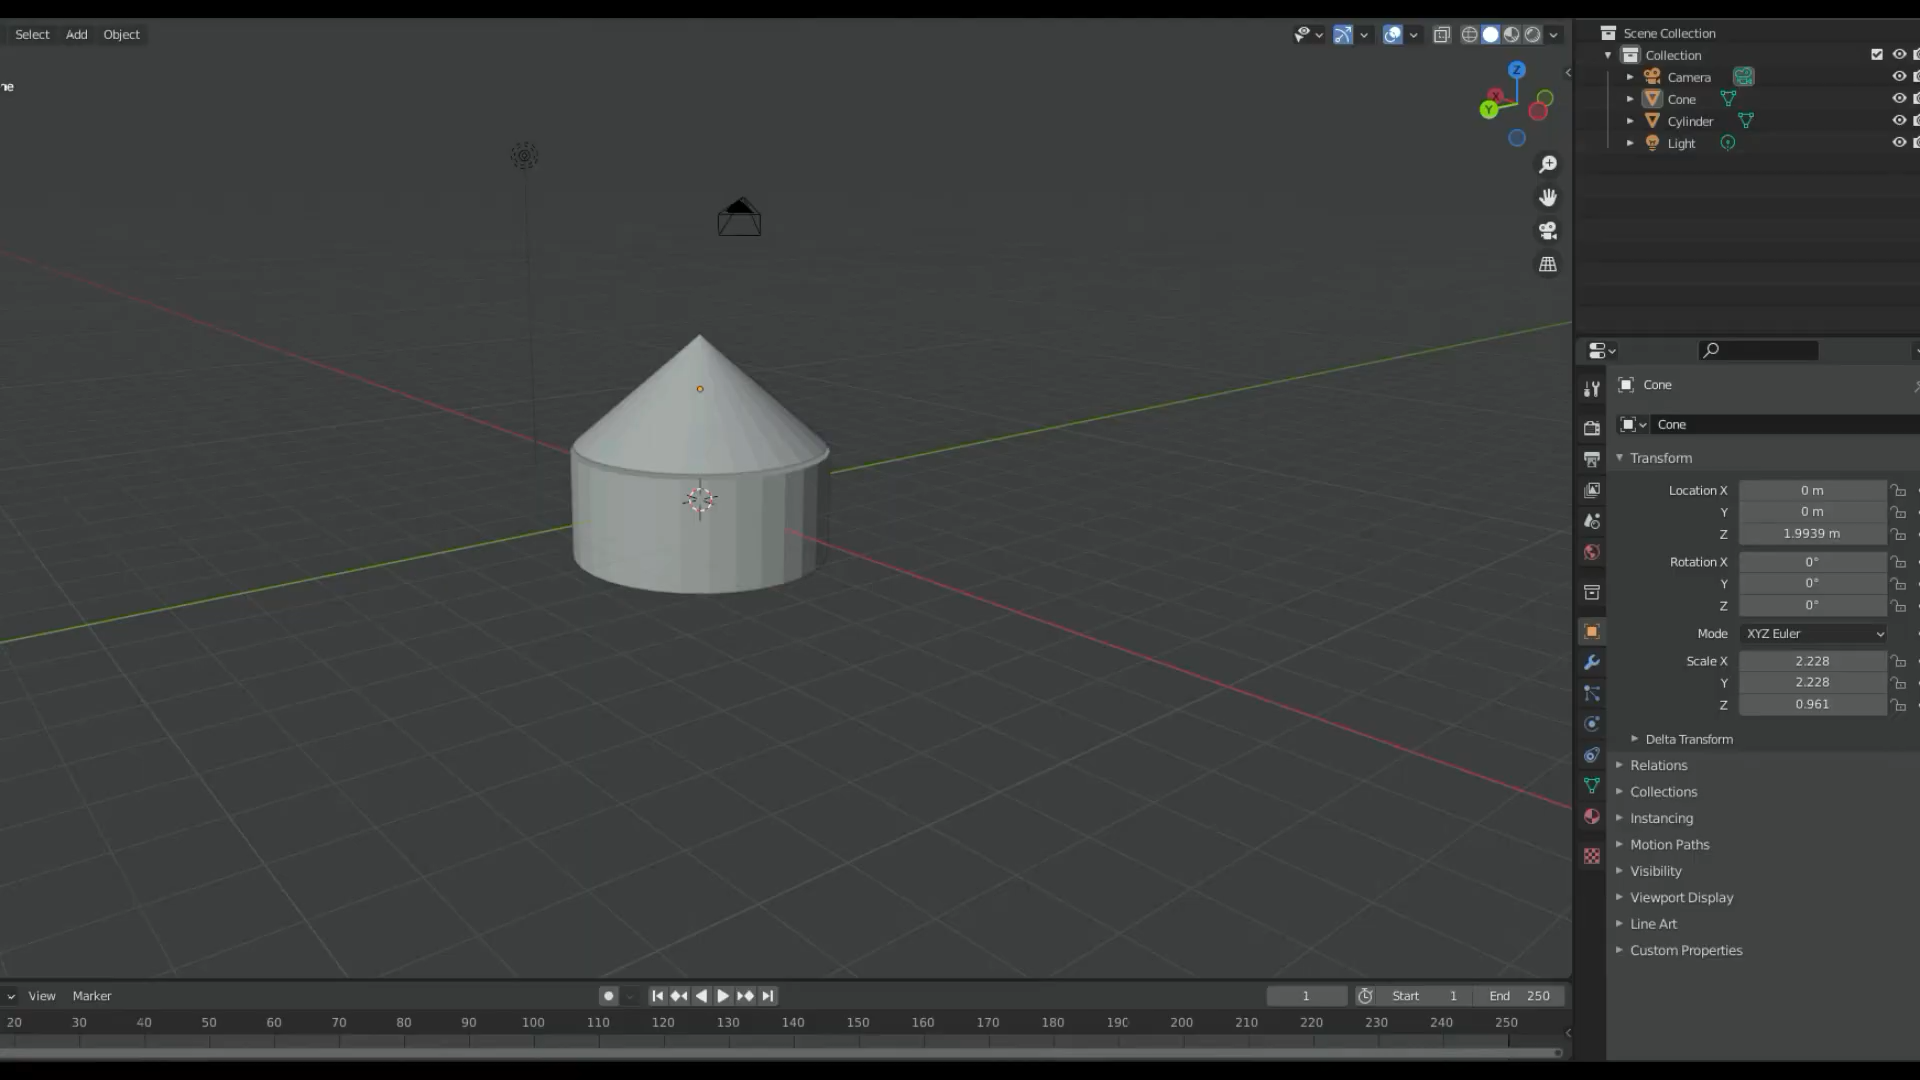 Select Add Object
ne
Z
X
Y
Scene Collection
Collection
Camera
Cone
Cylinder
Light
Cone
Cone
Transform
Location X 0 m
Y 0 m
Z 1.9939 m
Rotation X 0°
Y 0°
Z 0°
Mode XYZ Euler
Scale X 2.228
Y 2.228
Z 0.961
Delta Transform
Relations
Collections
Instancing
Motion Paths
Visibility
Viewport Display
Line Art
Custom Properties
View Marker 1 Start 1 End 250
20 30 40 50 60 70 80 90 100 110 120 130 140 150 160 170 180 190 200 210 220 230 240 250